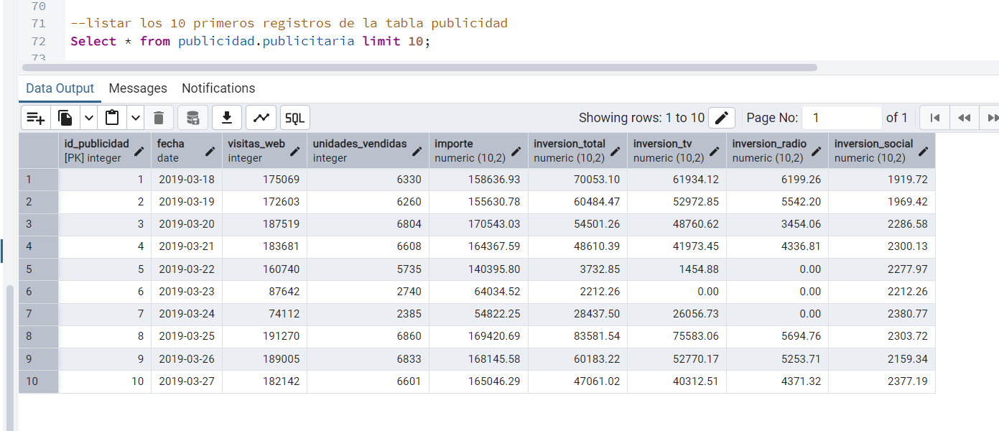 70
71 --listar los 10 primeros registros de la tabla publicidad
72 Select * from publicidad.publicitaria limit 10;
73
Data Output Messages Notifications
SQL Showing rows: 1 to 10 Page No: 1 of 1
id_publicidad fecha visitas_web unidades_vendidas importe inversion_total inversion_tv inversion_radio inversion_social
[PK] integer date integer integer numeric (10,2) numeric (10,2) numeric (10,2) numeric (10,2) numeric (10,2)
1 1 2019-03-18 175069 6330 158636.93 70053.10 61934.12 6199.26 1919.72
2 2 2019-03-19 172603 6260 155630.78 60484.47 52972.85 5542.20 1969.42
3 3 2019-03-20 187519 6804 170543.03 54501.26 48760.62 3454.06 2286.58
4 4 2019-03-21 183681 6608 164367.59 48610.39 41973.45 4336.81 2300.13
5 5 2019-03-22 160740 5735 140395.80 3732.85 1454.88 0.00 2277.97
6 6 2019-03-23 87642 2740 64034.52 2212.26 0.00 0.00 2212.26
7 7 2019-03-24 74112 2385 54822.25 28437.50 26056.73 0.00 2380.77
8 8 2019-03-25 191270 6860 169420.69 83581.54 75583.06 5694.76 2303.72
9 9 2019-03-26 189005 6833 168145.58 60183.22 52770.17 5253.71 2159.34
10 10 2019-03-27 182142 6601 165046.29 47061.02 40312.51 4371.32 2377.19